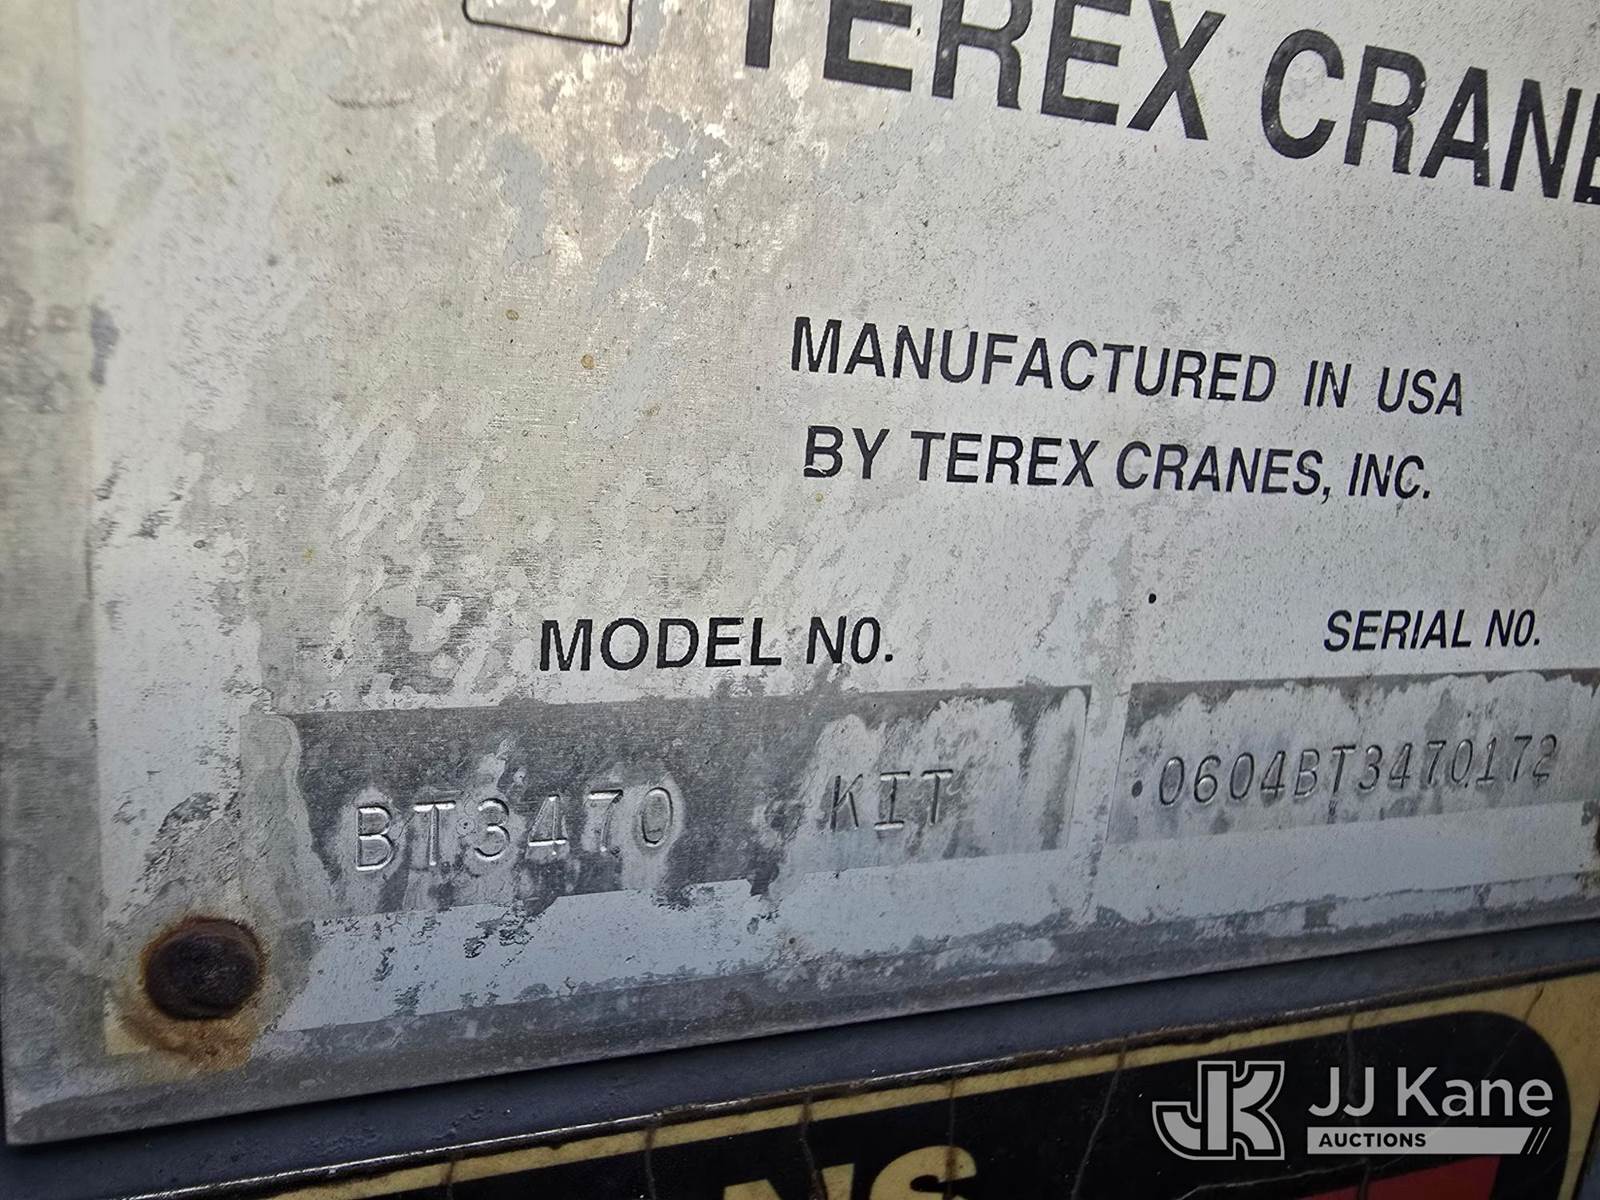 TEREX CRANE
MANUFACTURED IN USA
BY TEREX CRANES, INC.
MODEL NO. SERIAL NO.
BT3470 KIT 0604BT3470172
NS
JJ Kane
AUCTIONS